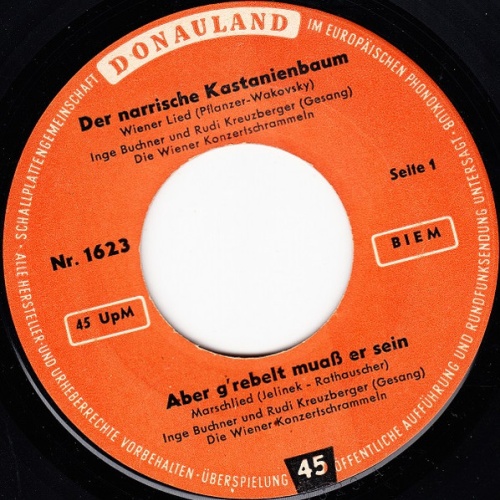 DONAULAND
SCHALLPLATTENGEMEINSCHAFT
IM EUROPÄISCHEN PHONOKLUB ·
Der narrische Kastanienbaum
Wiener Lied (Pflanzer-Wakovsky)
Inge Buchner und Rudi Kreuzberger (Gesang)
Die Wiener Konzertschrammeln
Seite 1
Nr. 1623
BIEM
45 UpM
Aber g'rebelt muaß er sein
Marschlied (Jelinek - Rathauscher)
Inge Buchner und Rudi Kreuzberger (Gesang)
Die Wiener Konzertschrammeln
· ALLE HERSTELLER- UND URHEBERRECHTE VORBEHALTEN · ÜBERSPIELUNG
45
ÖFFENTLICHE AUFFÜHRUNG UND RUNDFUNKSENDUNG UNTERSAGT ·